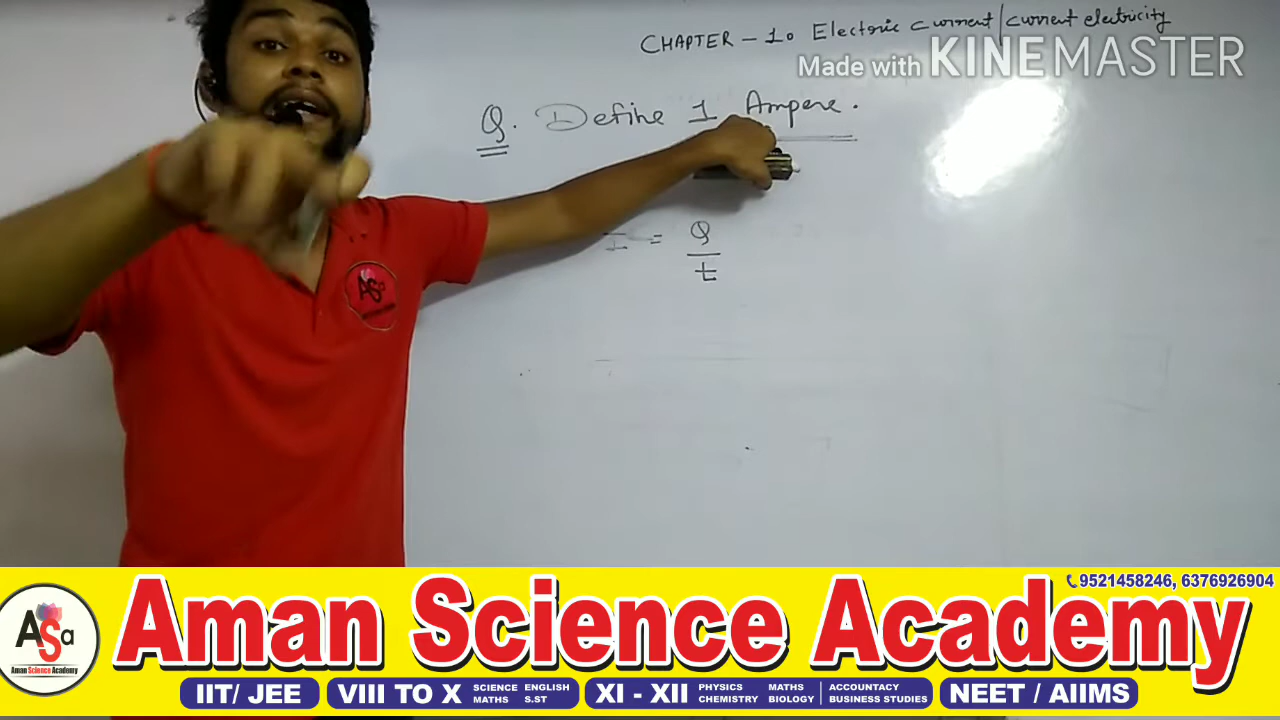 CHAPTER - 10 Electric current / current electricity
Made with KINEMASTER
Q. Define 1 Ampere.
I = Q
t
AS
9521458246, 6376926904
ASa
Aman Science Academy
Aman Science Academy
IIT/ JEE
VIII TO X
SCIENCE ENGLISH
MATHS S.ST
XI - XII
PHYSICS MATHS
CHEMISTRY BIOLOGY
ACCOUNTACY
BUSINESS STUDIES
NEET / AIIMS